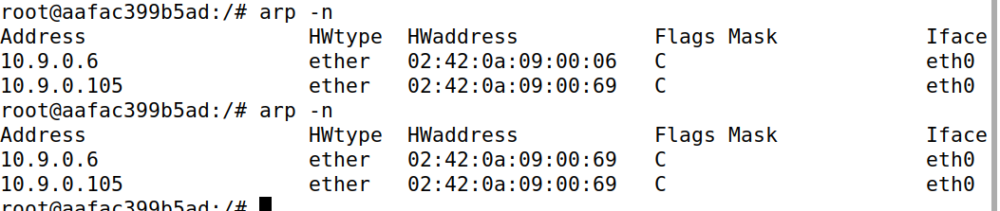 root@aafac399b5ad:/# arp -n
Address                  HWtype  HWaddress           Flags Mask            Iface
10.9.0.6                 ether   02:42:0a:09:00:06   C                     eth0
10.9.0.105               ether   02:42:0a:09:00:69   C                     eth0
root@aafac399b5ad:/# arp -n
Address                  HWtype  HWaddress           Flags Mask            Iface
10.9.0.6                 ether   02:42:0a:09:00:69   C                     eth0
10.9.0.105               ether   02:42:0a:09:00:69   C                     eth0
root@aafac399b5ad:/#